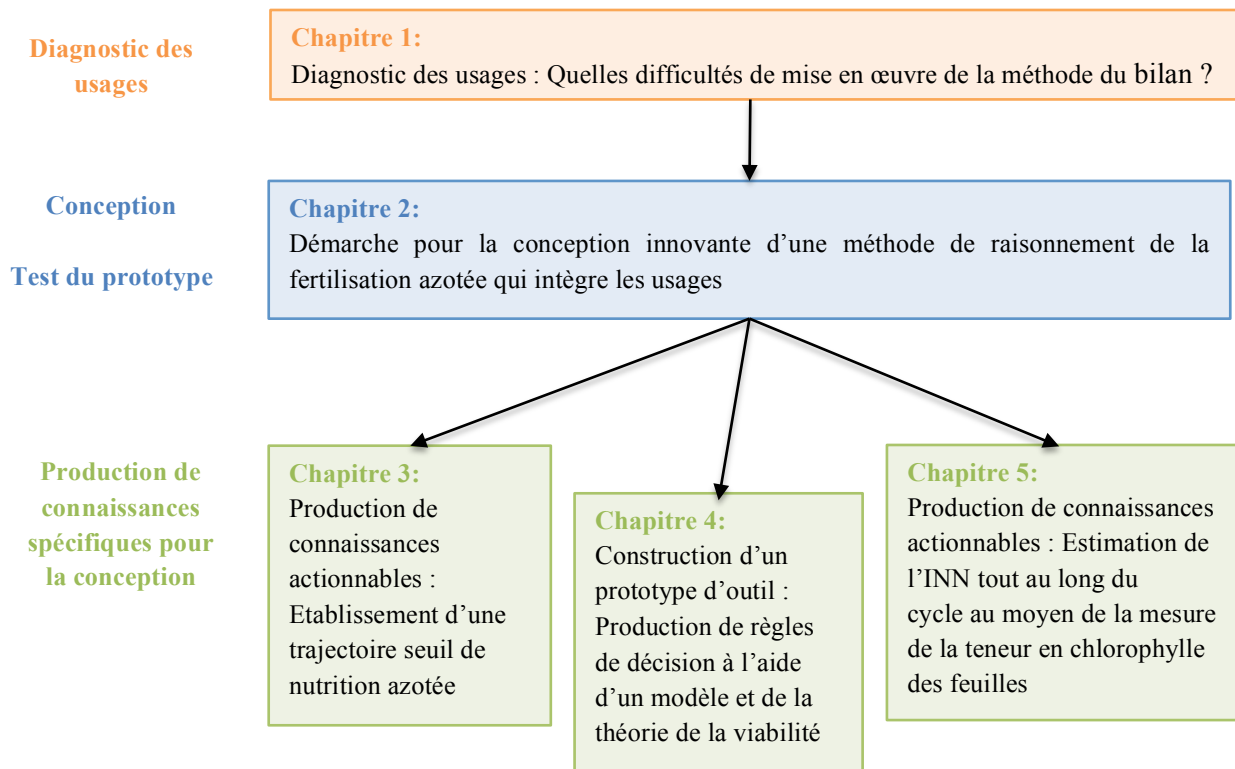 Diagnostic des
usages
Chapitre 1:
Diagnostic des usages : Quelles difficultés de mise en œuvre de la méthode du bilan ?
Conception
Test du prototype
Chapitre 2:
Démarche pour la conception innovante d’une méthode de raisonnement de la
fertilisation azotée qui intègre les usages
Production de
connaissances
spécifiques pour
la conception
Chapitre 3:
Production de
connaissances
actionnables :
Etablissement d’une
trajectoire seuil de
nutrition azotée
Chapitre 4:
Construction d’un
prototype d’outil :
Production de règles
de décision à l’aide
d’un modèle et de la
théorie de la viabilité
Chapitre 5:
Production de connaissances
actionnables : Estimation de
l’INN tout au long du
cycle au moyen de la mesure
de la teneur en chlorophylle
des feuilles